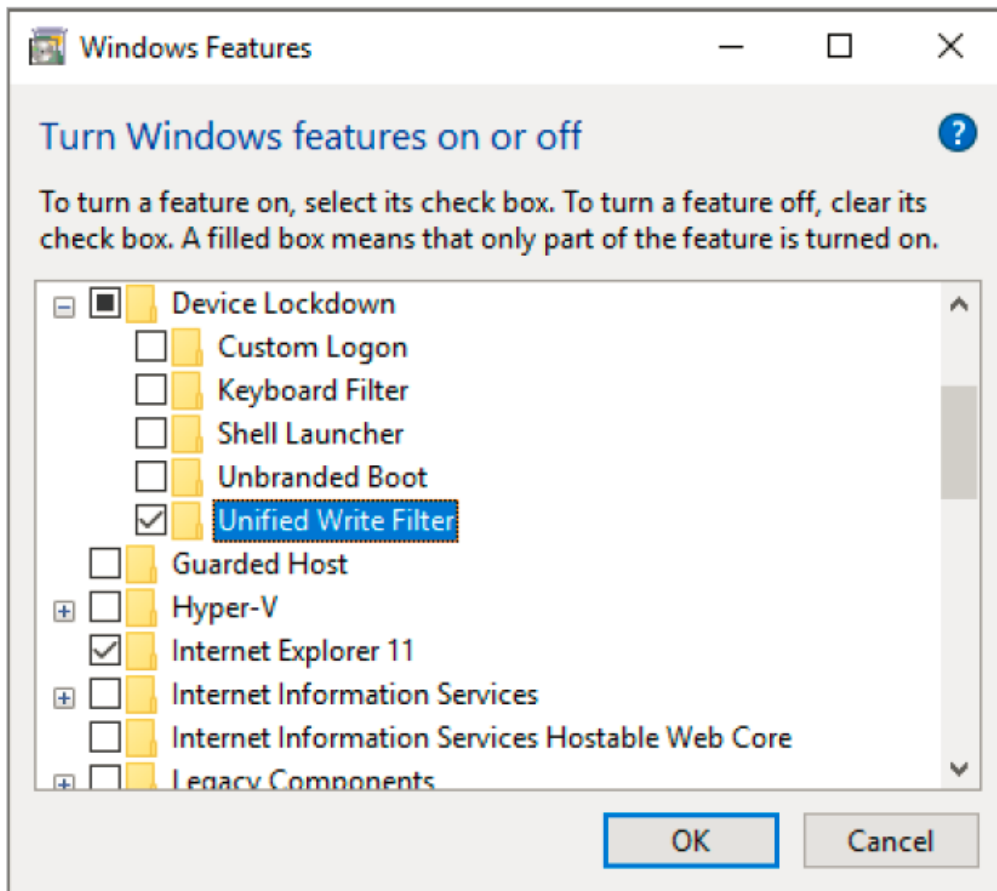 Windows Features
Turn Windows features on or off
?
To turn a feature on, select its check box. To turn a feature off, clear its
check box. A filled box means that only part of the feature is turned on.
Device Lockdown
Custom Logon
Keyboard Filter
Shell Launcher
Unbranded Boot
Unified Write Filter
Guarded Host
Hyper-V
Internet Explorer 11
Internet Information Services
Internet Information Services Hostable Web Core
Legacy Components
OK Cancel